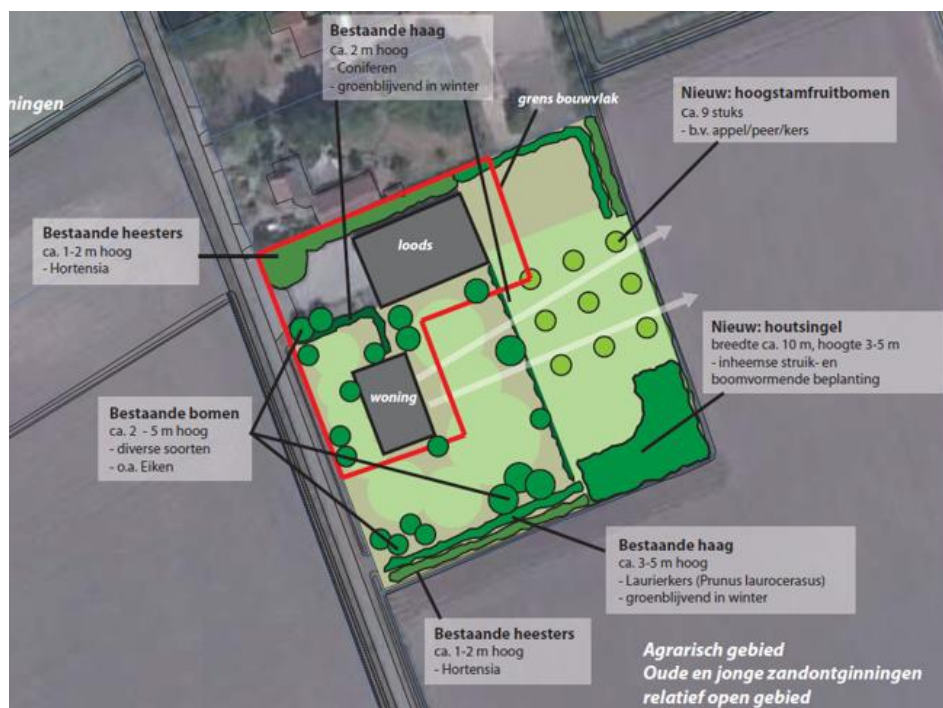 Bestaande haag
ca. 2 m hoog
- Coniferen
- groenblijvend in winter
ningen
grens bouwvlak
Nieuw: hoogstamfruitbomen
ca. 9 stuks
- b.v. appel/peer/kers
Bestaande heesters
ca. 1-2 m hoog
- Hortensia
loods
Nieuw: houtsingel
breedte ca. 10 m, hoogte 3-5 m
- inheemse struik- en
boomvormende beplanting
woning
Bestaande bomen
ca. 2 - 5 m hoog
- diverse soorten
- o.a. Eiken
Bestaande haag
ca. 3-5 m hoog
- Laurierkers (Prunus laurocerasus)
- groenblijvend in winter
Bestaande heesters
ca. 1-2 m hoog
- Hortensia
Agrarisch gebied
Oude en jonge zandontginningen
relatief open gebied